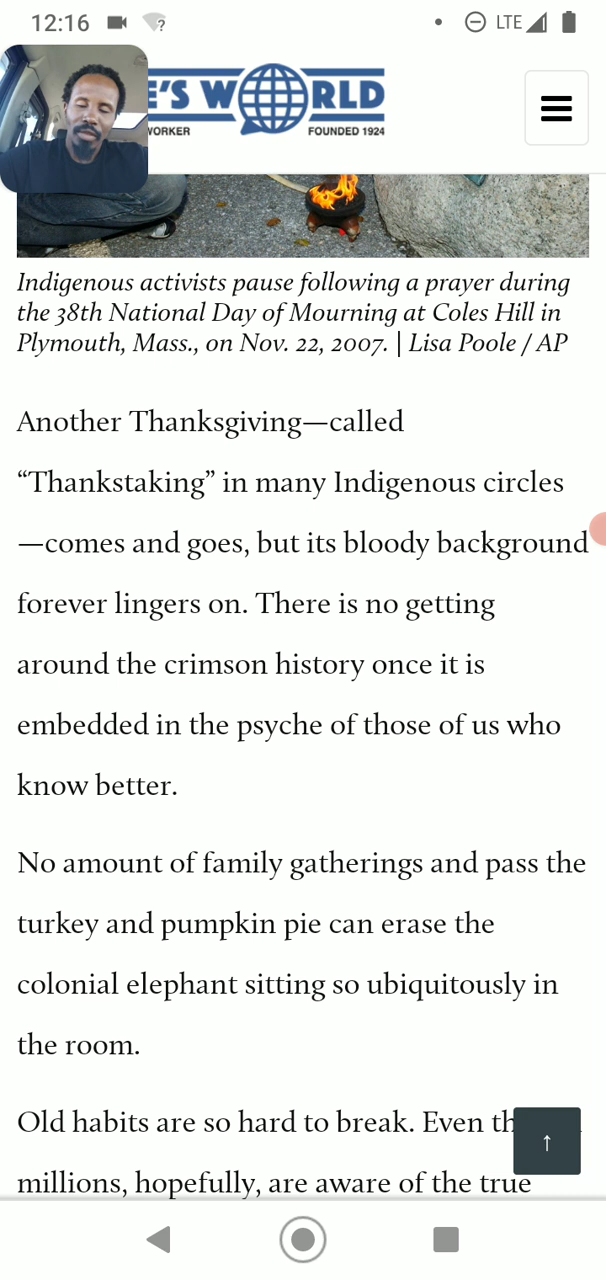 12:16
?
LTE
E'S WORLD
WORKER
FOUNDED 1924
Indigenous activists pause following a prayer during
the 38th National Day of Mourning at Coles Hill in
Plymouth, Mass., on Nov. 22, 2007. | Lisa Poole / AP
Another Thanksgiving—called
“Thankstaking” in many Indigenous circles
—comes and goes, but its bloody background
forever lingers on. There is no getting
around the crimson history once it is
embedded in the psyche of those of us who
know better.
No amount of family gatherings and pass the
turkey and pumpkin pie can erase the
colonial elephant sitting so ubiquitously in
the room.
Old habits are so hard to break. Even th
↑
millions, hopefully, are aware of the true